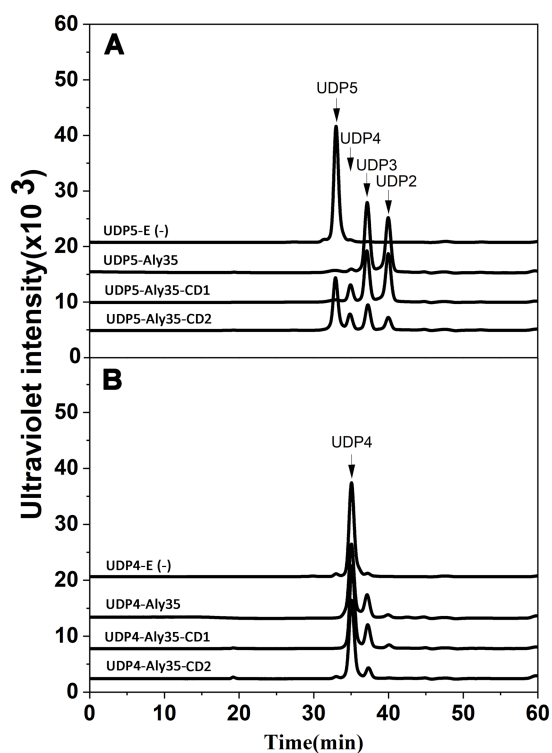 60
A
50
UDP5
40
UDP4
UDP3
30
UDP2
UDP5-E (-)
20
UDP5-Aly35
UDP5-Aly35-CD1
10
UDP5-Aly35-CD2
0
B
50
UDP4
40
30
UDP4-E (-)
20
UDP4-Aly35
10
UDP4-Aly35-CD1
UDP4-Aly35-CD2
0
0 10 20 30 40 50 60
Time(min)
Ultraviolet intensity(x10 3)